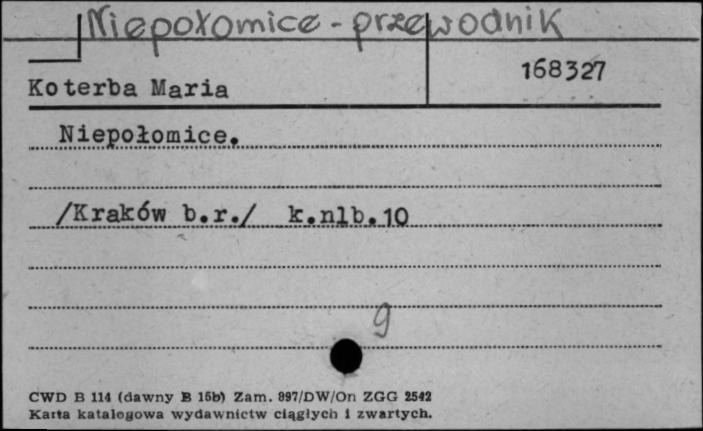 Niepołomice - przewodnik
168327
Koterba Maria
Niepołomice.
/Kraków b.r./ k.nlb.10
9
CWD B 114 (dawny B 15b) Zam. 997/DW/On ZGG 2542
Karta katalogowa wydawnictw ciągłych i zwartych.